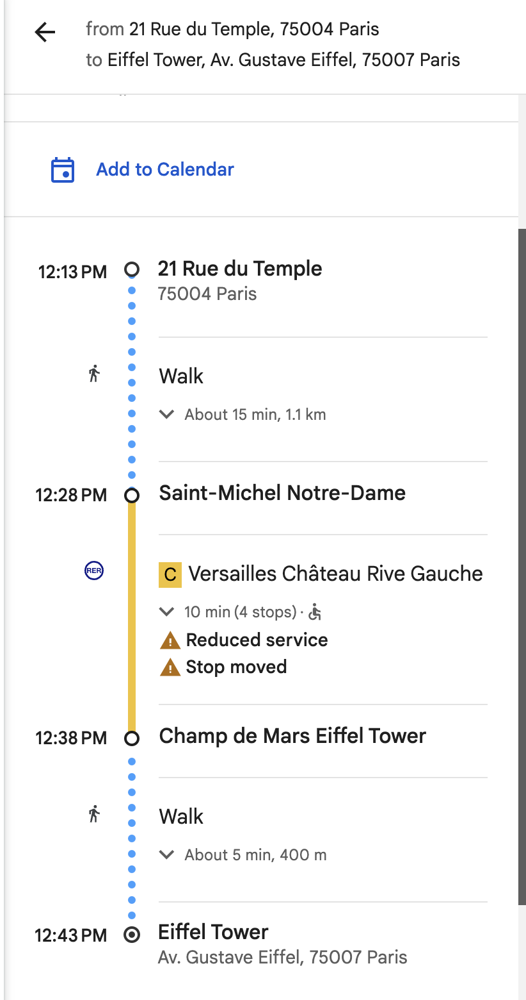 from 21 Rue du Temple, 75004 Paris
to Eiffel Tower, Av. Gustave Eiffel, 75007 Paris
Add to Calendar
12:13 PM
21 Rue du Temple
75004 Paris
Walk
About 15 min, 1.1 km
12:28 PM
Saint-Michel Notre-Dame
RER
C Versailles Château Rive Gauche
10 min (4 stops) ·
Reduced service
Stop moved
12:38 PM
Champ de Mars Eiffel Tower
Walk
About 5 min, 400 m
12:43 PM
Eiffel Tower
Av. Gustave Eiffel, 75007 Paris